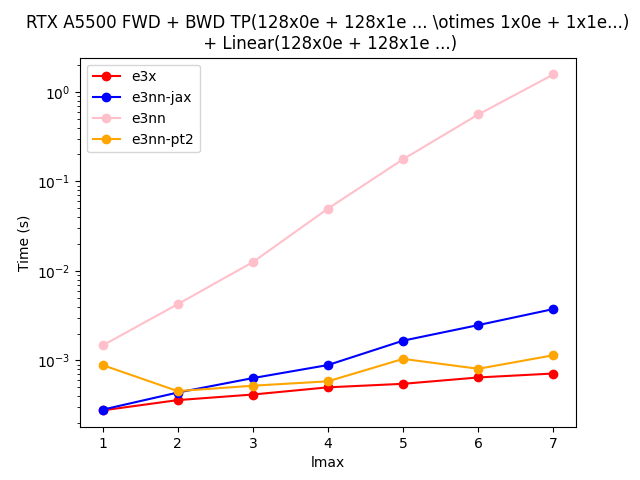 RTX A5500 FWD + BWD TP(128x0e + 128x1e ... \otimes 1x0e + 1x1e...)
+ Linear(128x0e + 128x1e ...)
e3x
e3nn-jax
e3nn
e3nn-pt2
Time (s)
10⁰
10⁻¹
10⁻²
10⁻³
1 2 3 4 5 6 7
lmax